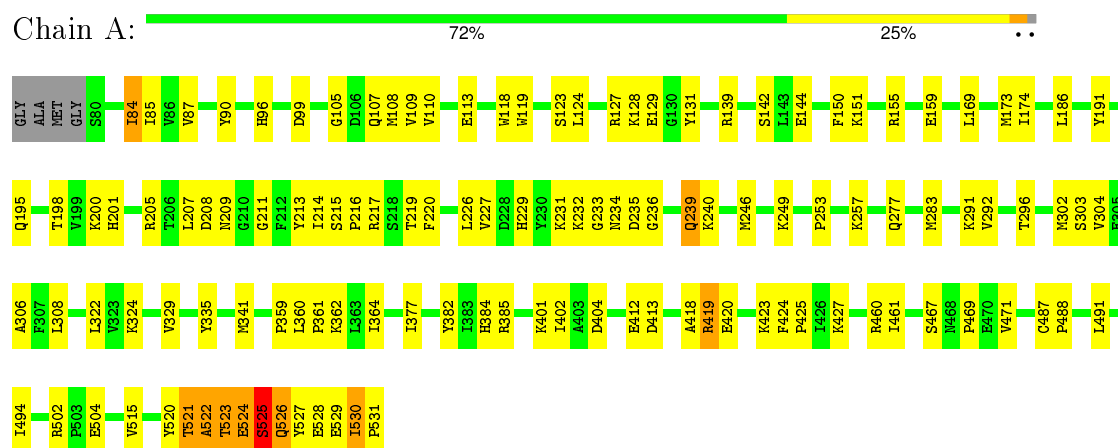 Chain A:
72% 25% • •
GLY ALA MET GLY S80 I84 I85 V86 V87 Y90 H96 D99 G105 D106 Q107 M108 V109 V110 E113 W118 W119 S123 L124 R127 K128 E129 G130 Y131 R139 S142 L143 E144 F150 K151 R155 E159 L169 M173 I174 L186 Y191
Q195 T198 V199 K200 H201 R205 T206 L207 D208 N209 G210 G211 F212 Y213 I214 S215 P216 R217 S218 T219 F220 L226 V227 D228 H229 Y230 K231 K232 G233 N234 D235 G236 Q239 K240 M246 K249 P253 K257 Q277 M283 K291 V292 T296 M302 S303 V304 E305
A306 F307 L308 L322 V323 K324 V329 Y335 M341 P359 L360 P361 K362 L363 I364 I377 Y382 I383 H384 R385 K401 I402 A403 D404 E412 D413 A418 R419 E420 K423 F424 P425 I426 K427 R460 I461 S467 N468 P469 E470 V471 C487 P488 L491
I494 R502 P503 E504 V515 Y520 T521 A522 T523 E524 S525 Q526 Y527 E528 E529 I530 P531